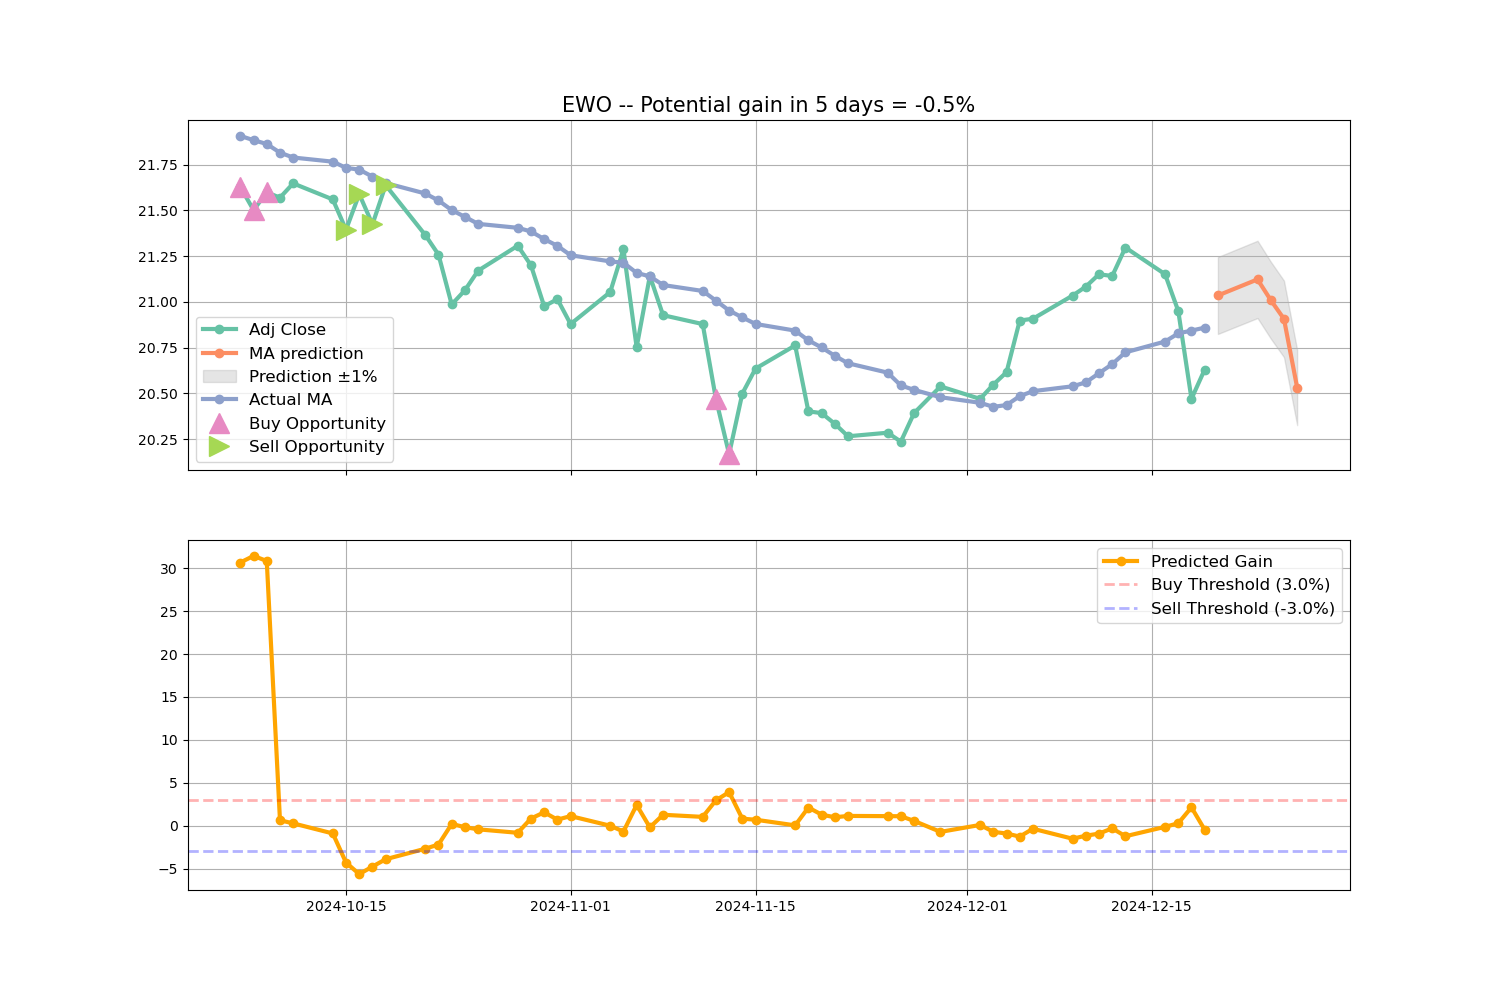 EWO -- Potential gain in 5 days = -0.5%
21.75
21.50
21.25
21.00
20.75
20.50
20.25
Adj Close
MA prediction
Prediction ±1%
Actual MA
Buy Opportunity
Sell Opportunity
30
25
20
15
10
5
0
−5
Predicted Gain
Buy Threshold (3.0%)
Sell Threshold (-3.0%)
2024-10-15
2024-11-01
2024-11-15
2024-12-01
2024-12-15